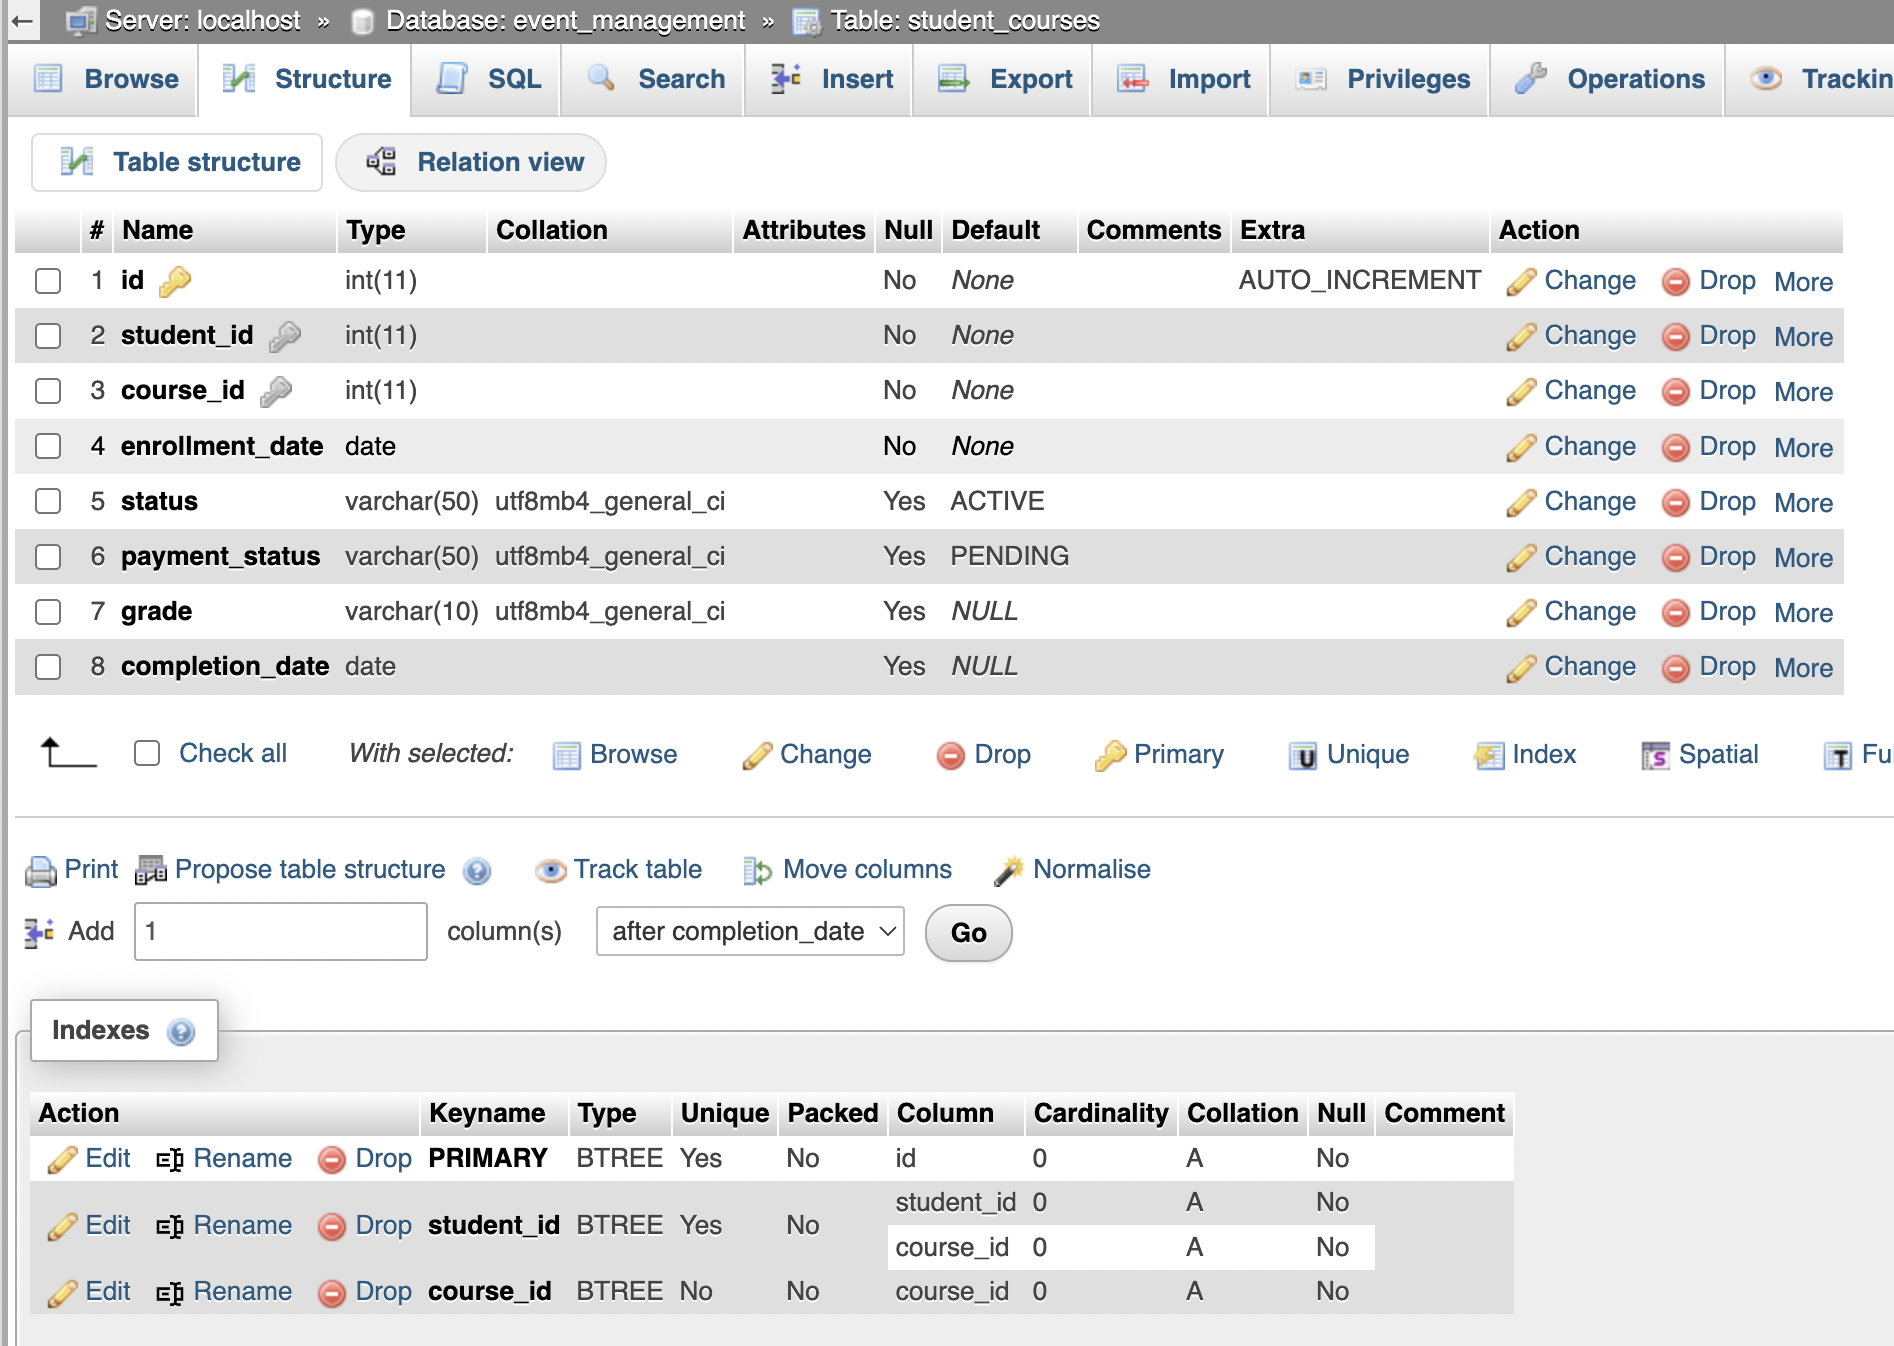 Server: localhost » Database: event_management » Table: student_courses
Browse Structure SQL Search Insert Export Import Privileges Operations Trackin
Table structure Relation view
# Name Type Collation Attributes Null Default Comments Extra Action
1 id int(11) No None AUTO_INCREMENT Change Drop More
2 student_id int(11) No None Change Drop More
3 course_id int(11) No None Change Drop More
4 enrollment_date date No None Change Drop More
5 status varchar(50) utf8mb4_general_ci Yes ACTIVE Change Drop More
6 payment_status varchar(50) utf8mb4_general_ci Yes PENDING Change Drop More
7 grade varchar(10) utf8mb4_general_ci Yes NULL Change Drop More
8 completion_date date Yes NULL Change Drop More
Check all With selected: Browse Change Drop Primary Unique Index Spatial Ful
Print Propose table structure Track table Move columns Normalise
Add 1 column(s) after completion_date Go
Indexes
Action Keyname Type Unique Packed Column Cardinality Collation Null Comment
Edit Rename Drop PRIMARY BTREE Yes No id 0 A No
Edit Rename Drop student_id BTREE Yes No student_id 0 A No
course_id 0 A No
Edit Rename Drop course_id BTREE No No course_id 0 A No